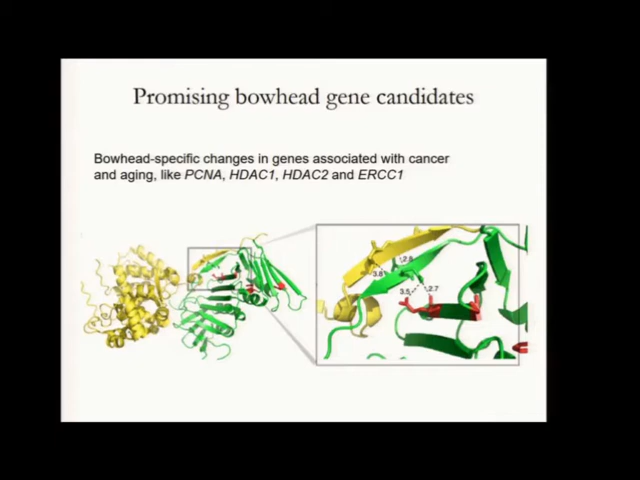 Promising bowhead gene candidates
Bowhead-specific changes in genes associated with cancer
and aging, like PCNA, HDAC1, HDAC2 and ERCC1
2.8
3.8
3.5
2.7